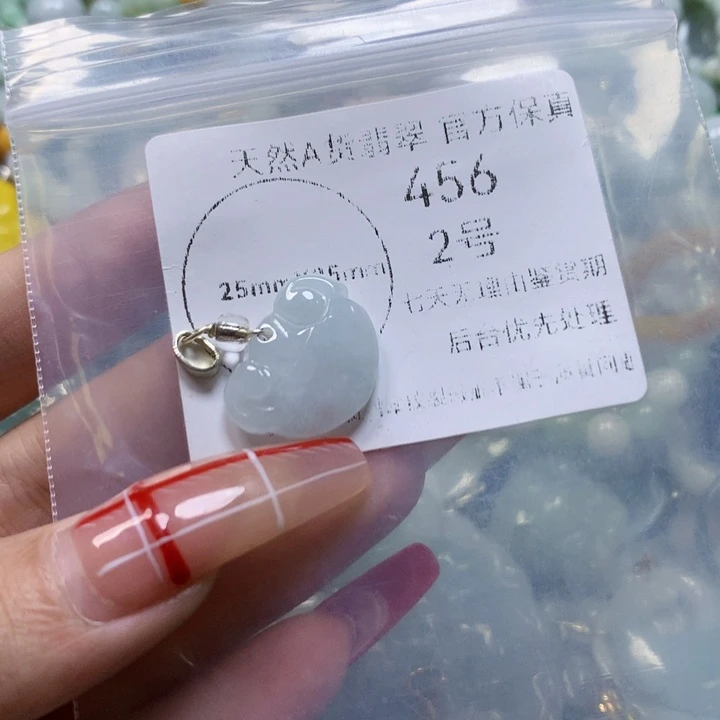 天然A货翡翠 官方保真
456
2号
25mm
七天无理由鉴赏期
后台优先处理